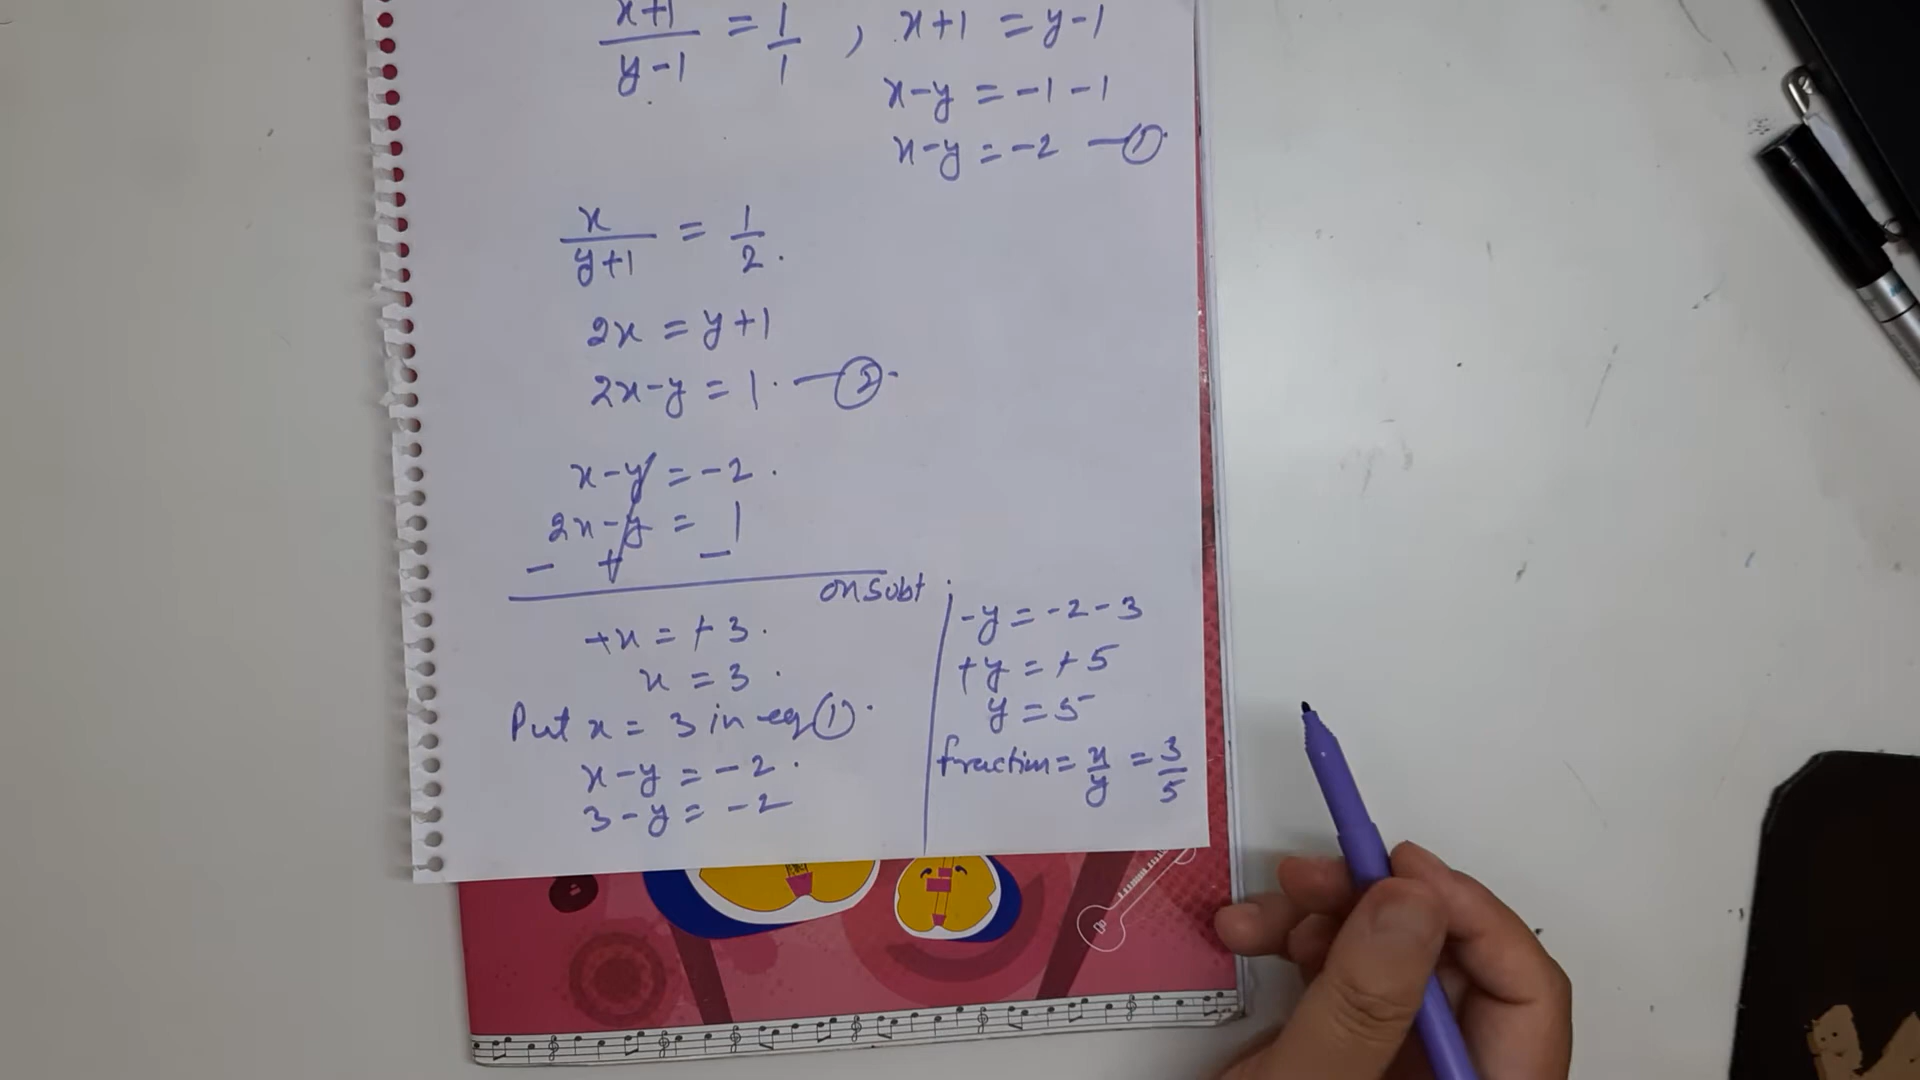 x+1/y-1 = 1/1 , x+1 = y-1
x-y = -1-1
x-y = -2 —①
x/y+1 = 1/2.
2x = y+1
2x-y = 1. —②
x-y = -2.
2x-y = 1
- + -
on subt.
+x = +3.
x = 3.
Put x = 3 in eq ①.
x-y = -2.
3-y = -2
-y = -2-3
+y = +5
y = 5
fraction = x/y = 3/5